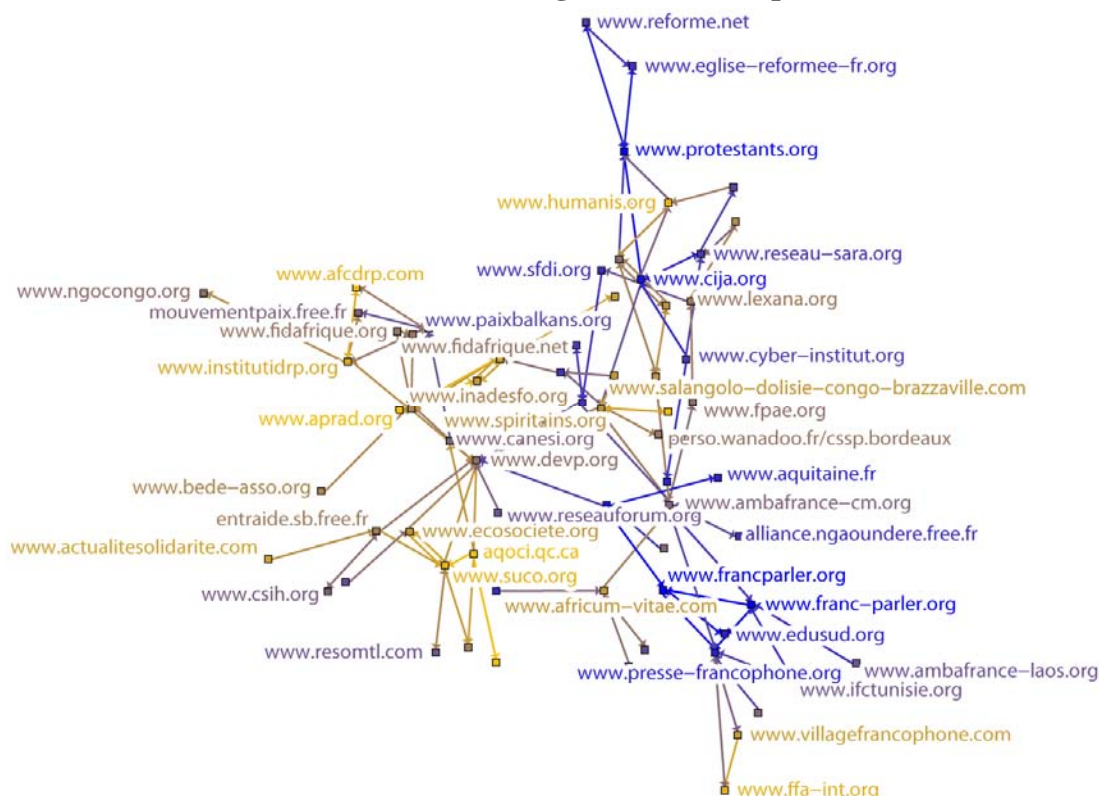 www.reforme.net
www.eglise-reformee-fr.org
www.protestants.org
www.humanis.org
www.reseau-sara.org
www.sfdi.org
www.afcdrp.com
www.cija.org
www.ngocongo.org
www.lexana.org
mouvementpaix.free.fr
www.paixbalkans.org
www.fidafrique.org
www.fidafrique.net
www.cyber-institut.org
www.institutidrp.org
www.salangolo-dolisie-congo-brazzaville.com
www.inadesfo.org
www.fpae.org
www.aprad.org
www.spiritains.org
www.canesi.org
perso.wanadoo.fr/cssp.bordeaux
www.devp.org
www.aquitaine.fr
www.bede-asso.org
www.ambafrance-cm.org
www.reseauforum.org
entraide.sb.free.fr
www.ecosociete.org
alliance.ngaoundere.free.fr
www.actualitesolidarite.com
aqoci.qc.ca
www.suco.org
www.francparler.org
www.csih.org
www.africum-vitae.com
www.franc-parler.org
www.edusud.org
www.resomtl.com
www.presse-francophone.org
www.ambafrance-laos.org
www.ifctunisie.org
www.villagefrancophone.com
www.ffa-int.org